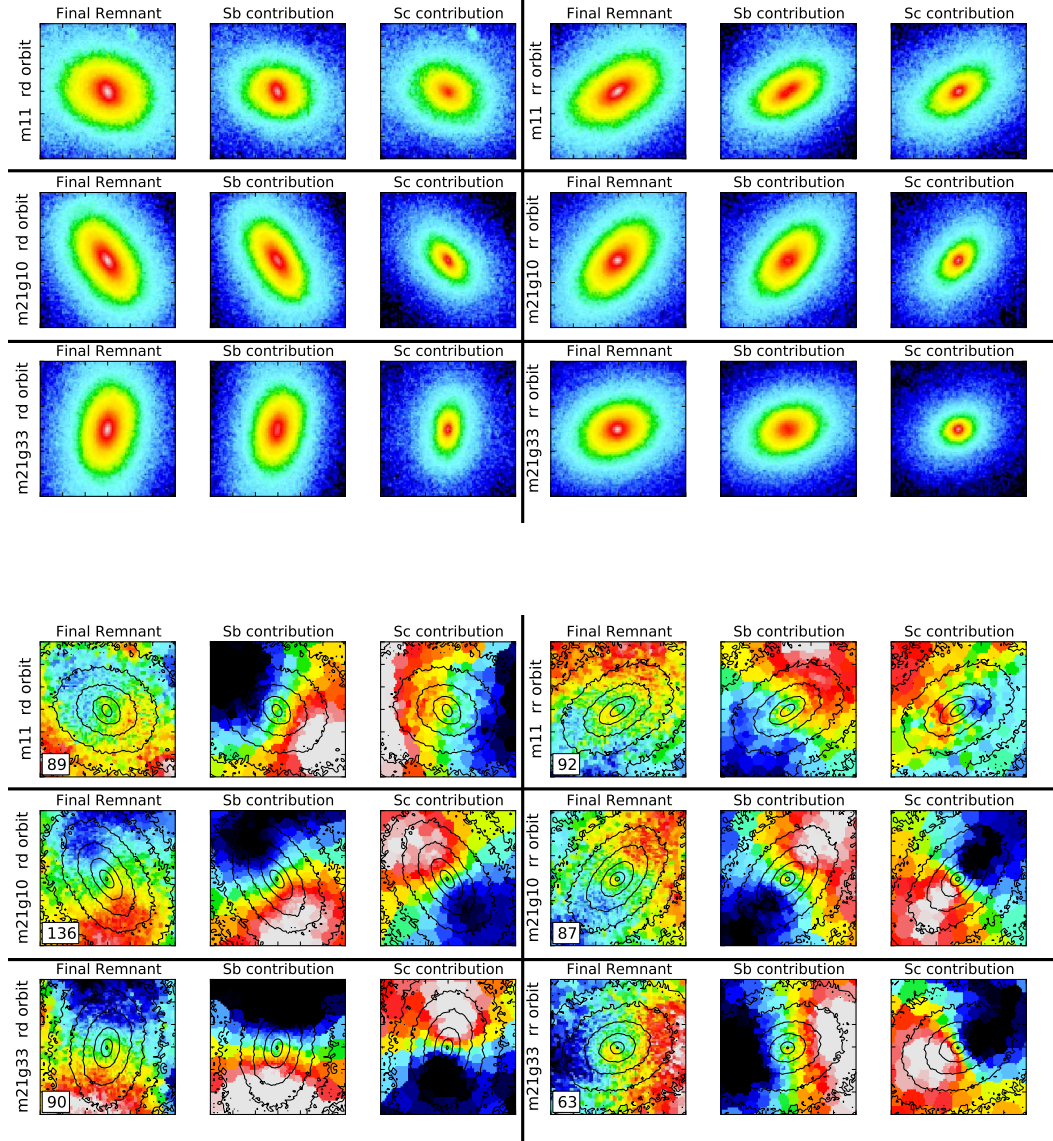 Final Remnant Sb contribution Sc contribution Final Remnant Sb contribution Sc contribution
m11 rd orbit
m11 rr orbit
Final Remnant Sb contribution Sc contribution Final Remnant Sb contribution Sc contribution
m21g10 rd orbit
m21g10 rr orbit
Final Remnant Sb contribution Sc contribution Final Remnant Sb contribution Sc contribution
m21g33 rd orbit
m21g33 rr orbit
Final Remnant Sb contribution Sc contribution Final Remnant Sb contribution Sc contribution
m11 rd orbit
89
m11 rr orbit
92
Final Remnant Sb contribution Sc contribution Final Remnant Sb contribution Sc contribution
m21g10 rd orbit
136
m21g10 rr orbit
87
Final Remnant Sb contribution Sc contribution Final Remnant Sb contribution Sc contribution
m21g33 rd orbit
90
m21g33 rr orbit
63